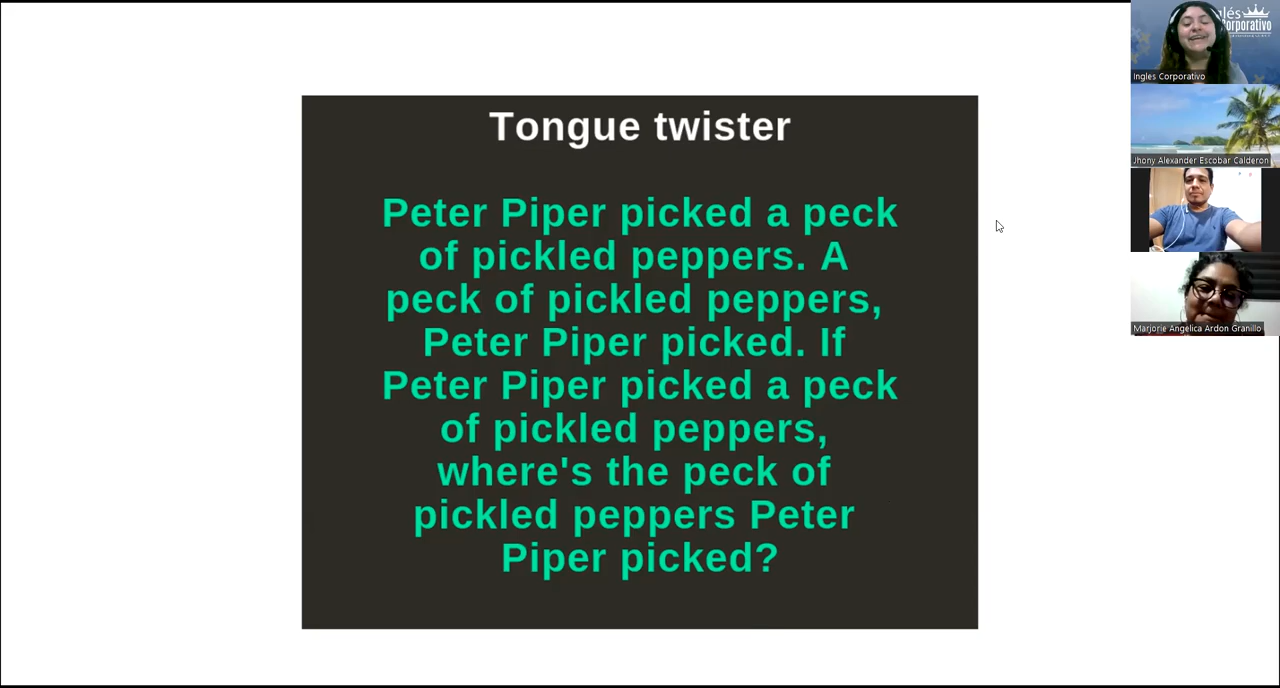 Tongue twister
Peter Piper picked a peck
of pickled peppers. A
peck of pickled peppers,
Peter Piper picked. If
Peter Piper picked a peck
of pickled peppers,
where's the peck of
pickled peppers Peter
Piper picked?
Ingles Corporativo
Jhony Alexander Escobar Calderon
Marjorie Angelica Ardon Granillo